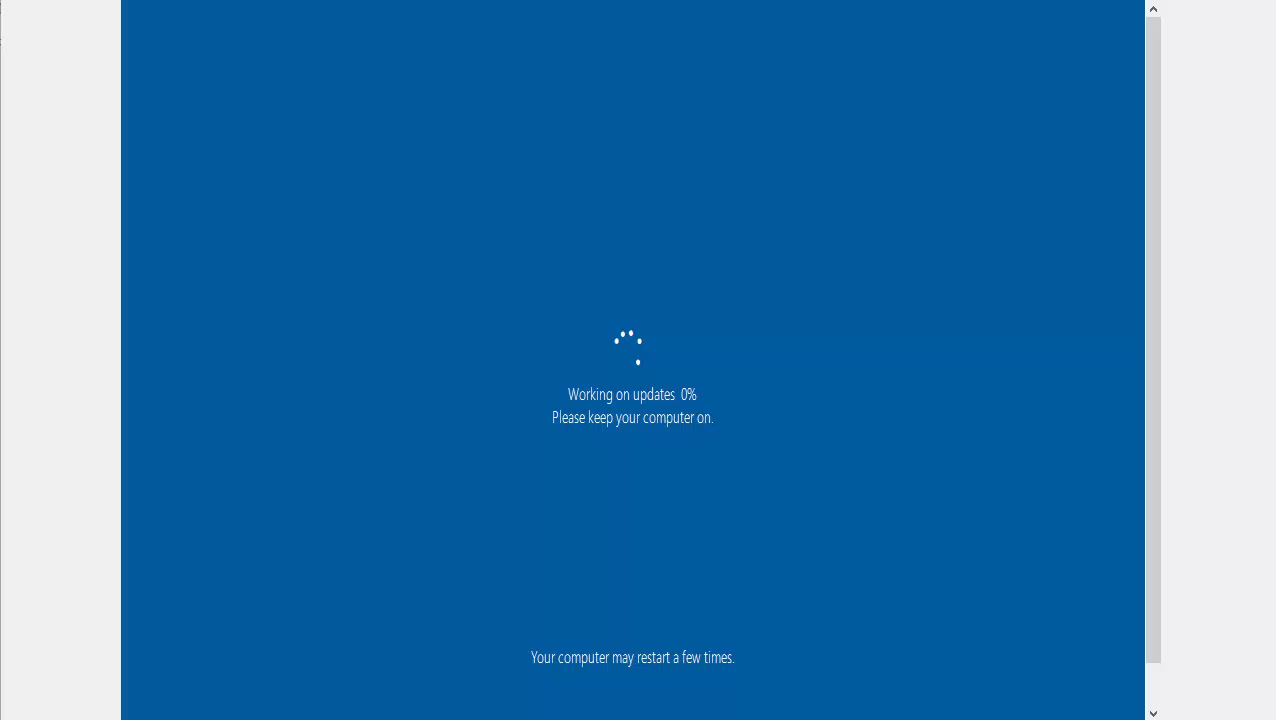 Working on updates 0%
Please keep your computer on.
Your computer may restart a few times.